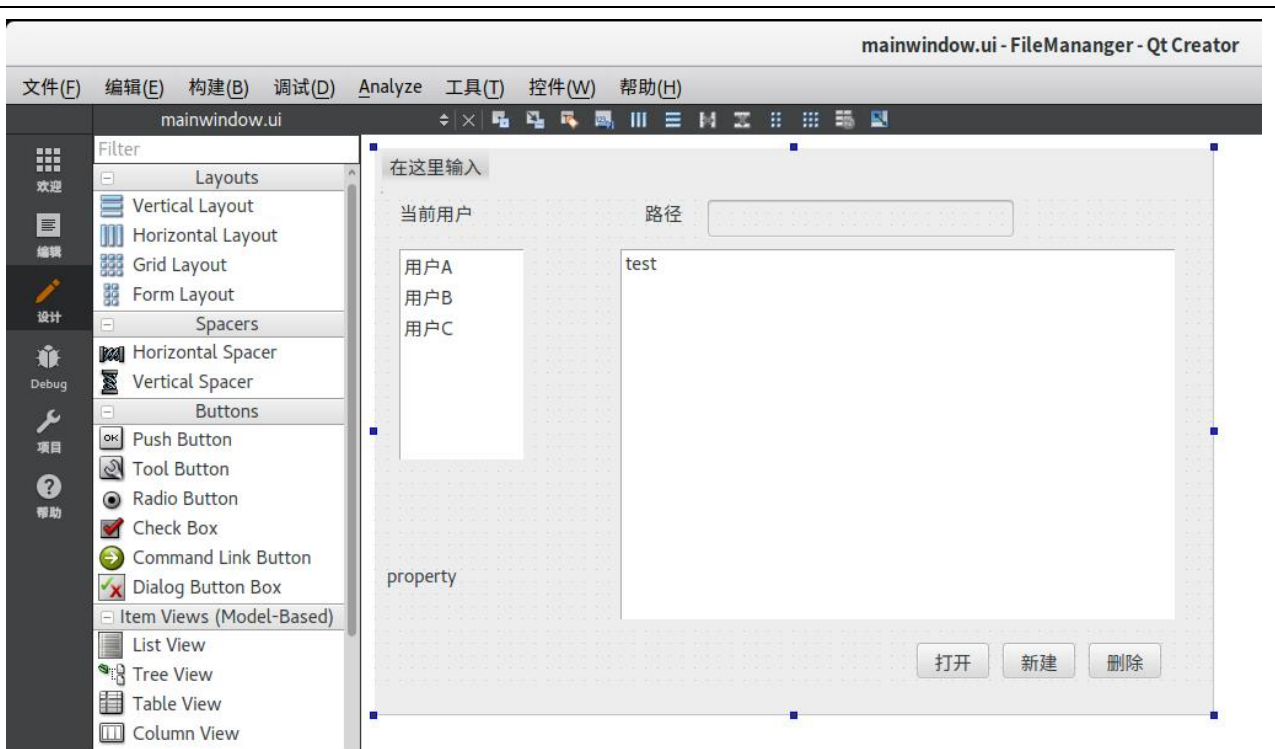 mainwindow.ui - FileMananger - Qt Creator
文件(F) 编辑(E) 构建(B) 调试(D) Analyze 工具(T) 控件(W) 帮助(H)
mainwindow.ui
欢迎
编辑
设计
Debug
项目
帮助
Filter
Layouts
Vertical Layout
Horizontal Layout
Grid Layout
Form Layout
Spacers
Horizontal Spacer
Vertical Spacer
Buttons
OK
Push Button
Tool Button
Radio Button
Check Box
Command Link Button
Dialog Button Box
Item Views (Model-Based)
List View
Tree View
Table View
Column View
在这里输入
当前用户 路径
用户A
用户B
用户C
test
property
打开 新建 删除